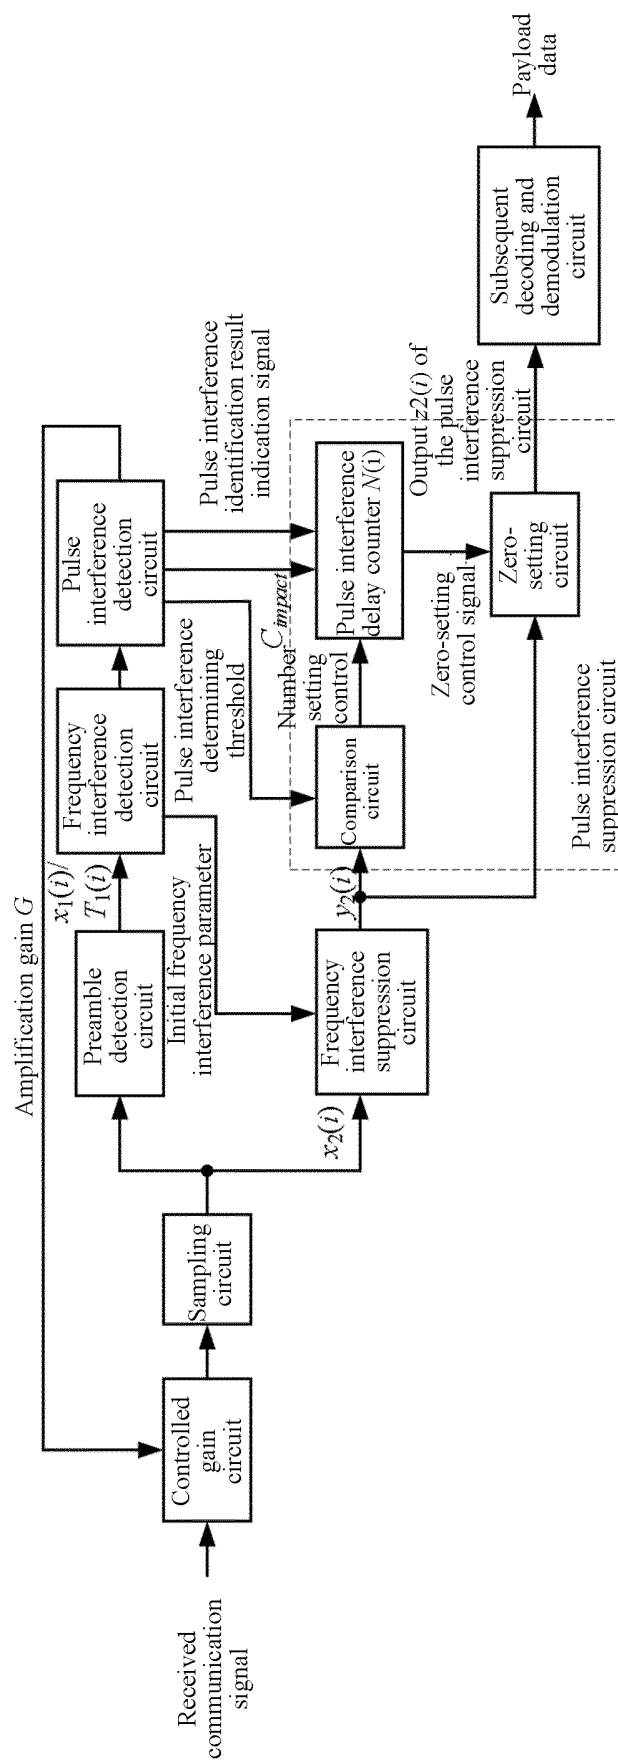 Amplification gain G
Received
communication
signal
Controlled
gain
circuit
Sampling
circuit
Preamble
detection
circuit
x₁(i)/
T₁(i)
Frequency
interference
detection
circuit
Pulse
interference
detection
circuit
Initial frequency
interference parameter
Pulse interference
determining
threshold
Pulse interference
identification result
indication signal
x₂(i)
Frequency
interference
suppression
circuit
y₂(i)
Comparison
circuit
Number
setting
control
C_impact
Pulse interference
delay counter N(i)
Zero-setting
control signal
Output z2(i) of
the pulse
interference
suppression
circuit
Zero-
setting
circuit
Pulse interference
suppression circuit
Subsequent
decoding and
demodulation
circuit
Payload
data